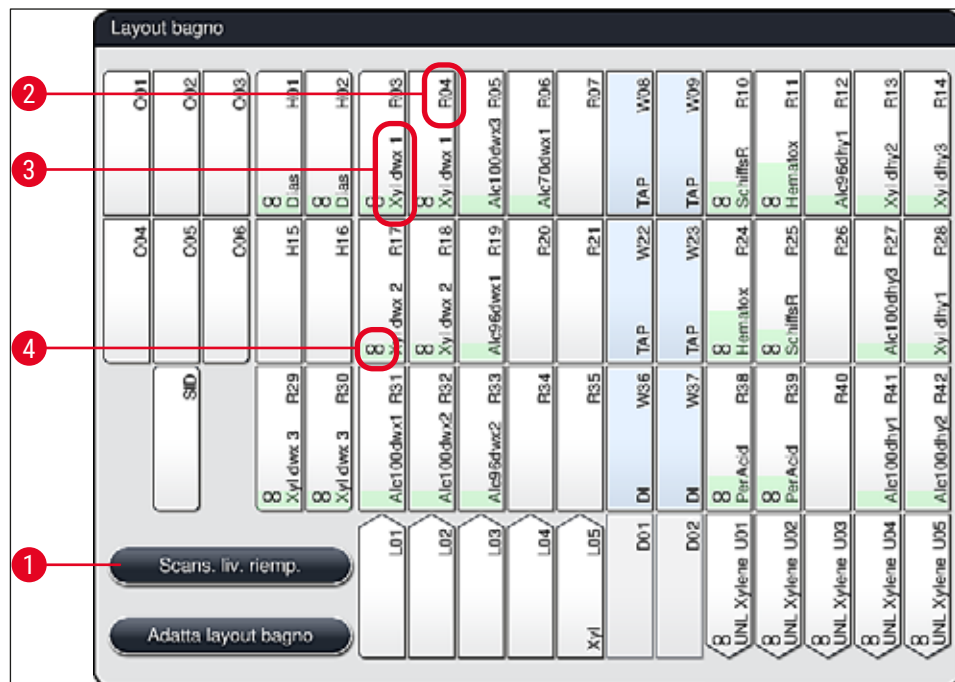 Layout bagno
O01
O02
O03
H01 Dias 8
H02 Dias 8
R03 Xyl dwx 1 8
R04 Xyl dwx 1 8
R05 Alc100dwx3
R06 Alc70dwx1
R07
W08 TAP
W09 TAP
R10 SchiffsR 8
R11 Hematox 8
R12 Alc96dhy1
R13 Xyl dhy2
R14 Xyl dhy3
O04
O05
O06
H15
H16
R17 Xyl dwx 2 8
R18 Xyl dwx 2 8
R19 Alc96dwx1
R20
R21
W22 TAP
W23 TAP
R24 Hematox 8
R25 SchiffsR 8
R26
R27 Alc100dhy3
R28 Xyl dhy1
SID
R29 Xyl dwx 3 8
R30 Xyl dwx 3 8
R31 Alc100dwx1
R32 Alc100dwx2
R33 Alc96dwx2
R34
R35
W36 DI
W37 DI
R38 PerAcid 8
R39 PerAcid 8
R40
R41 Alc100dhy1
R42 Alc100dhy2
L01
L02
L03
L04
L05 Xyl
D01
D02
UNL Xylene U01 8
UNL Xylene U02 8
UNL Xylene U03 8
UNL Xylene U04 8
UNL Xylene U05 8
Scans. liv. riemp.
Adatta layout bagno
2
3
4
1